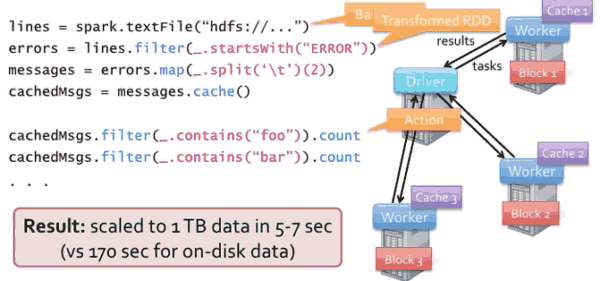 lines = spark.textFile(“hdfs://...”)
errors = lines.filter(_.startsWith(“ERROR”))
messages = errors.map(_.split(‘\t’)(2))
cachedMsgs = messages.cache()
cachedMsgs.filter(_.contains(“foo”)).count
cachedMsgs.filter(_.contains(“bar”)).count
. . .
Result: scaled to 1 TB data in 5-7 sec
(vs 170 sec for on-disk data)
Transformed RDD
Action
results
tasks
Driver
Cache 1
Worker
Block 1
Cache 2
Worker
Block 2
Cache 3
Worker
Block 3